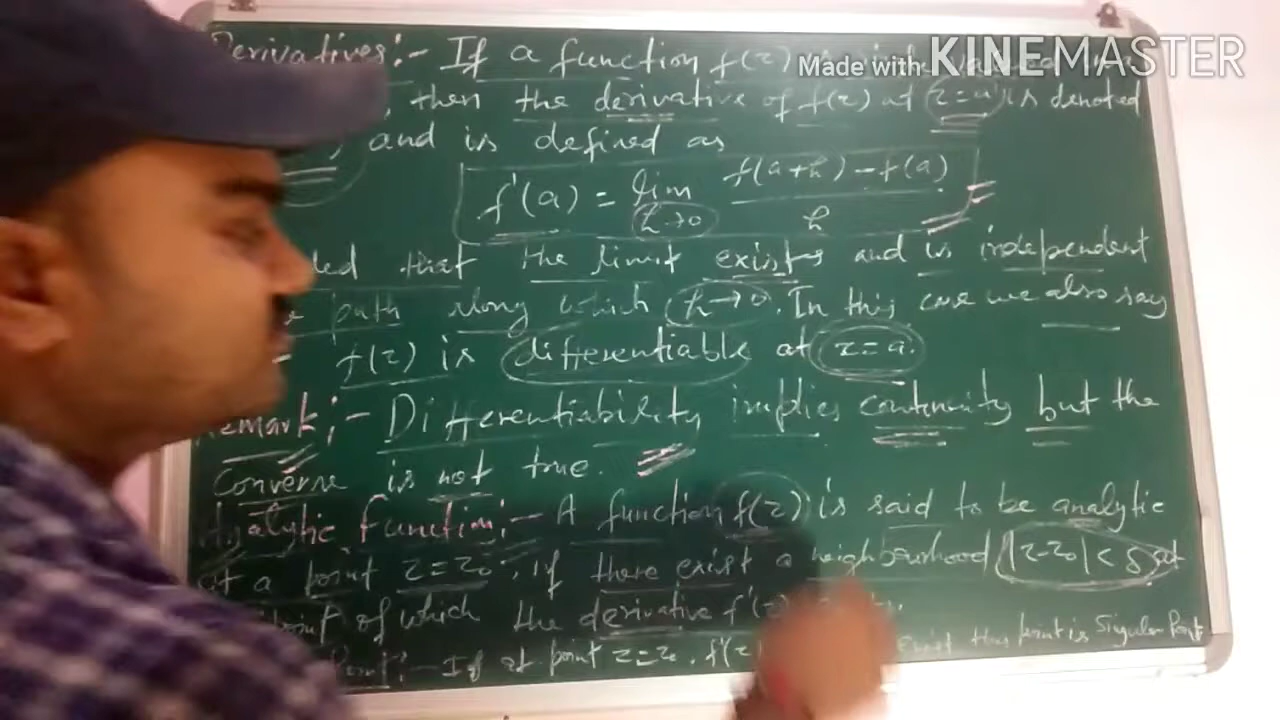 Derivatives:- If a function f(z)
Made with KINEMASTER
, then the derivative of f(z) at z=a is denoted
and is defined as
f'(a) = lim h→0 f(a+h)-f(a) / h
ded that the limit exists and is independent
path along which h→0. In this case we also say
f(z) is differentiable at z=a.
Remark:- Differentiability implies continuity but the
converse is not true.
Analytic function:- A function f(z) is said to be analytic
at a point z=z₀, if there exist a neighbourhood |z-z₀|<δ at
point of which the derivative f'(z)
Point:- If at point z=z₀, f'(z exist then point is Singular Point